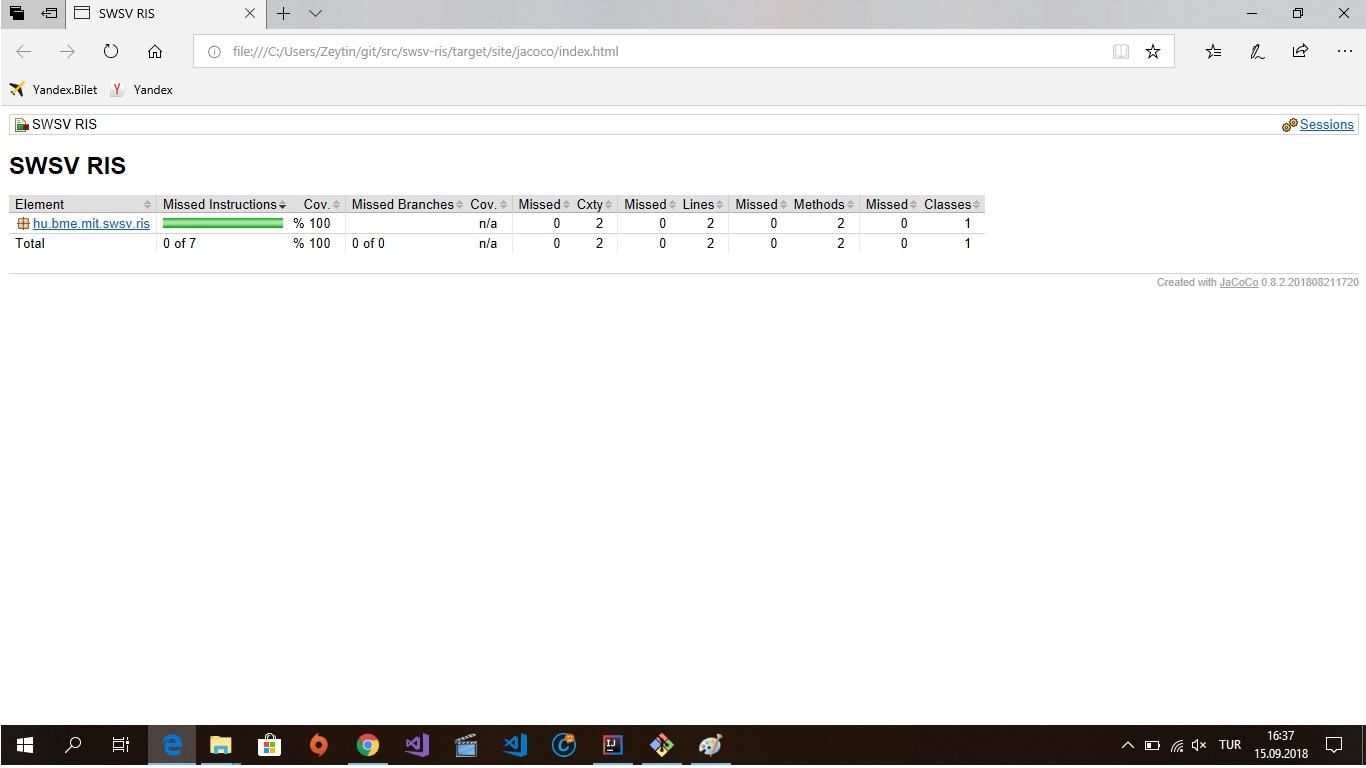 SWSV RIS
file:///C:/Users/Zeytin/git/src/swsv-ris/target/site/jacoco/index.html
Yandex.Bilet Yandex
SWSV RIS Sessions
SWSV RIS
Element Missed Instructions Cov. Missed Branches Cov. Missed Cxty Missed Lines Missed Methods Missed Classes
hu.bme.mit.swsv.ris % 100 n/a 0 2 0 2 0 2 0 1
Total 0 of 7 % 100 0 of 0 n/a 0 2 0 2 0 2 0 1
Created with JaCoCo 0.8.2.201808211720
TUR 16:37
15.09.2018